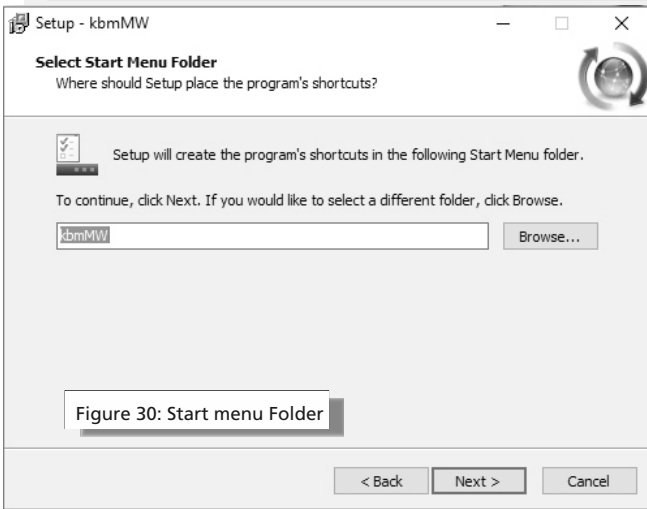 Setup - kbmMW
Select Start Menu Folder
Where should Setup place the program's shortcuts?
Setup will create the program's shortcuts in the following Start Menu folder.
To continue, click Next. If you would like to select a different folder, click Browse.
kbmMW
Browse...
Figure 30: Start menu Folder
< Back
Next >
Cancel